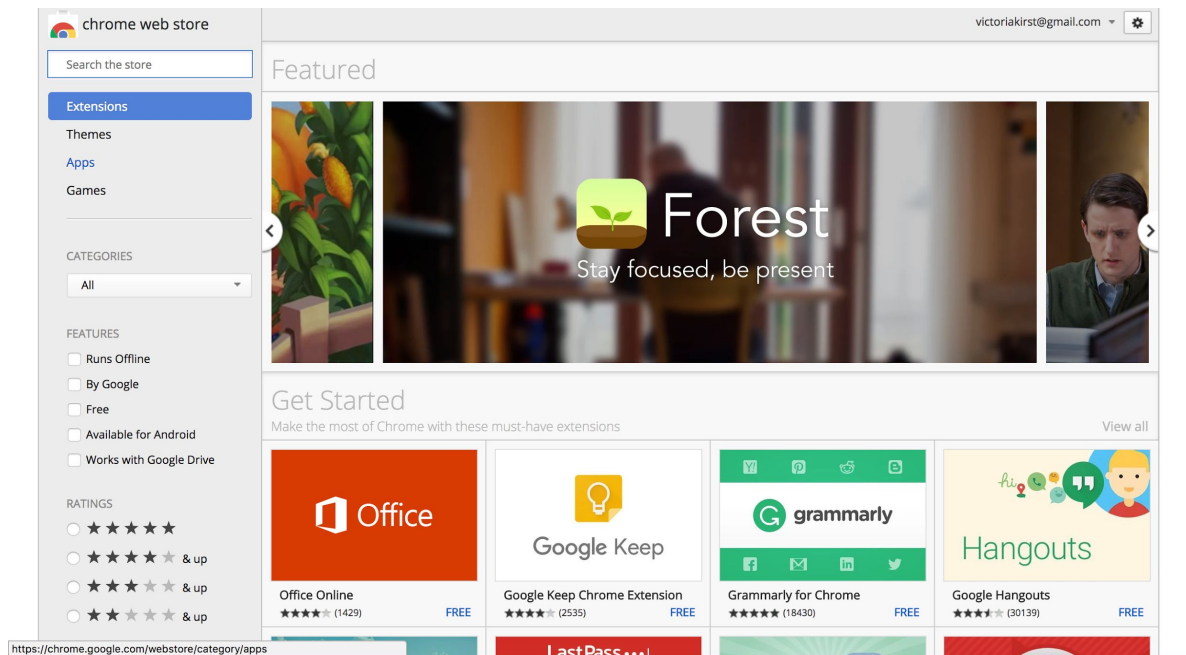 chrome web store
victoriakirst@gmail.com
Search the store
Extensions
Themes
Apps
Games
CATEGORIES
All
FEATURES
Runs Offline
By Google
Free
Available for Android
Works with Google Drive
RATINGS
& up
& up
& up
Featured
Forest
Stay focused, be present
Get Started
Make the most of Chrome with these must-have extensions
View all
Office
Office Online
(1429) FREE
Google Keep
Google Keep Chrome Extension
(2535) FREE
grammarly
Grammarly for Chrome
(18430) FREE
hi
Hangouts
Google Hangouts
(30139) FREE
LastPass
https://chrome.google.com/webstore/category/apps